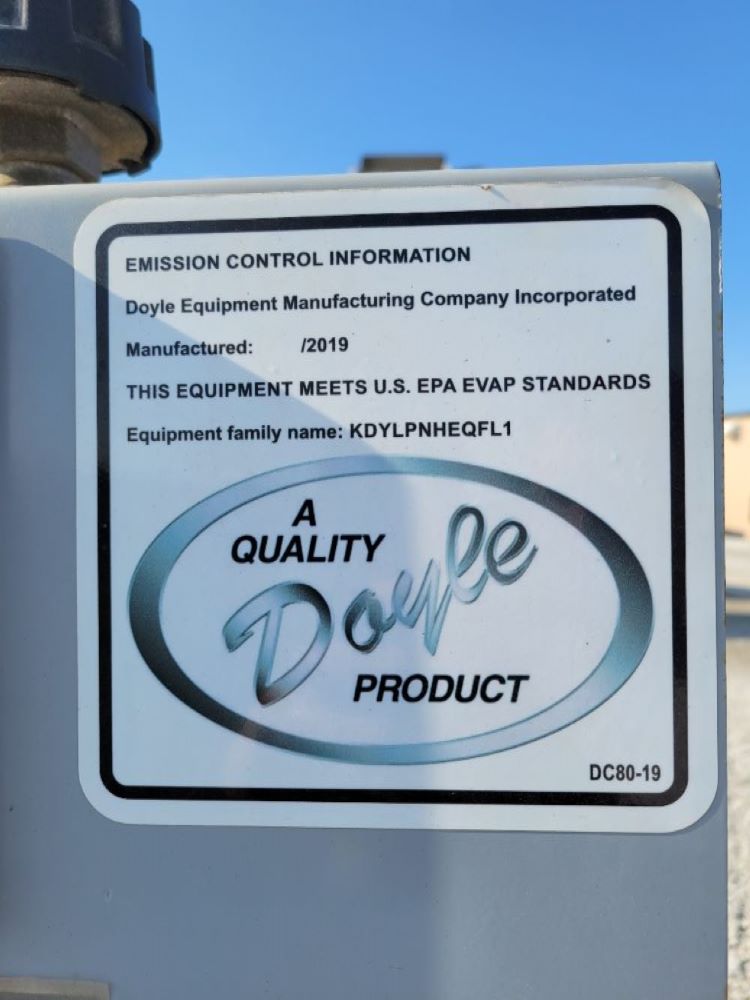 EMISSION CONTROL INFORMATION
Doyle Equipment Manufacturing Company Incorporated
Manufactured: /2019
THIS EQUIPMENT MEETS U.S. EPA EVAP STANDARDS
Equipment family name: KDYLPNHEQFL1
A
QUALITY
Doyle
PRODUCT
DC80-19